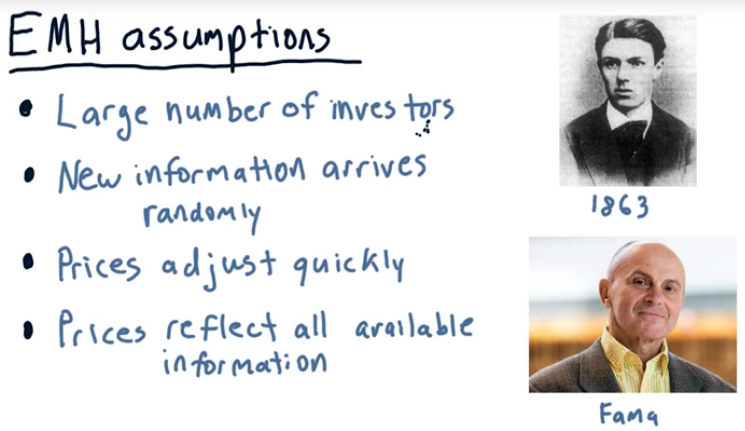 EMH assumptions
• Large number of investors
• New information arrives
randomly
• Prices adjust quickly
• Prices reflect all available
information
1863
Fama